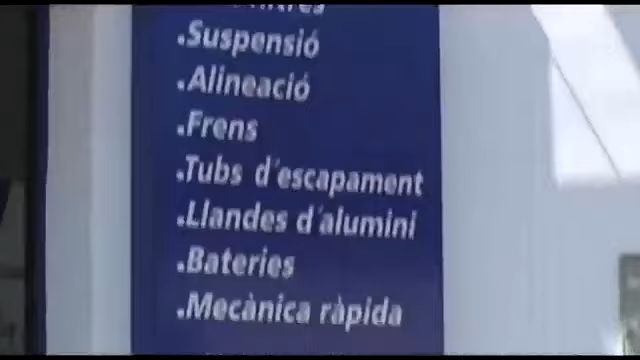 .Suspensió
.Alineació
.Frens
.Tubs d´escapament
.Llandes d´alumini
.Bateries
.Mecànica ràpida